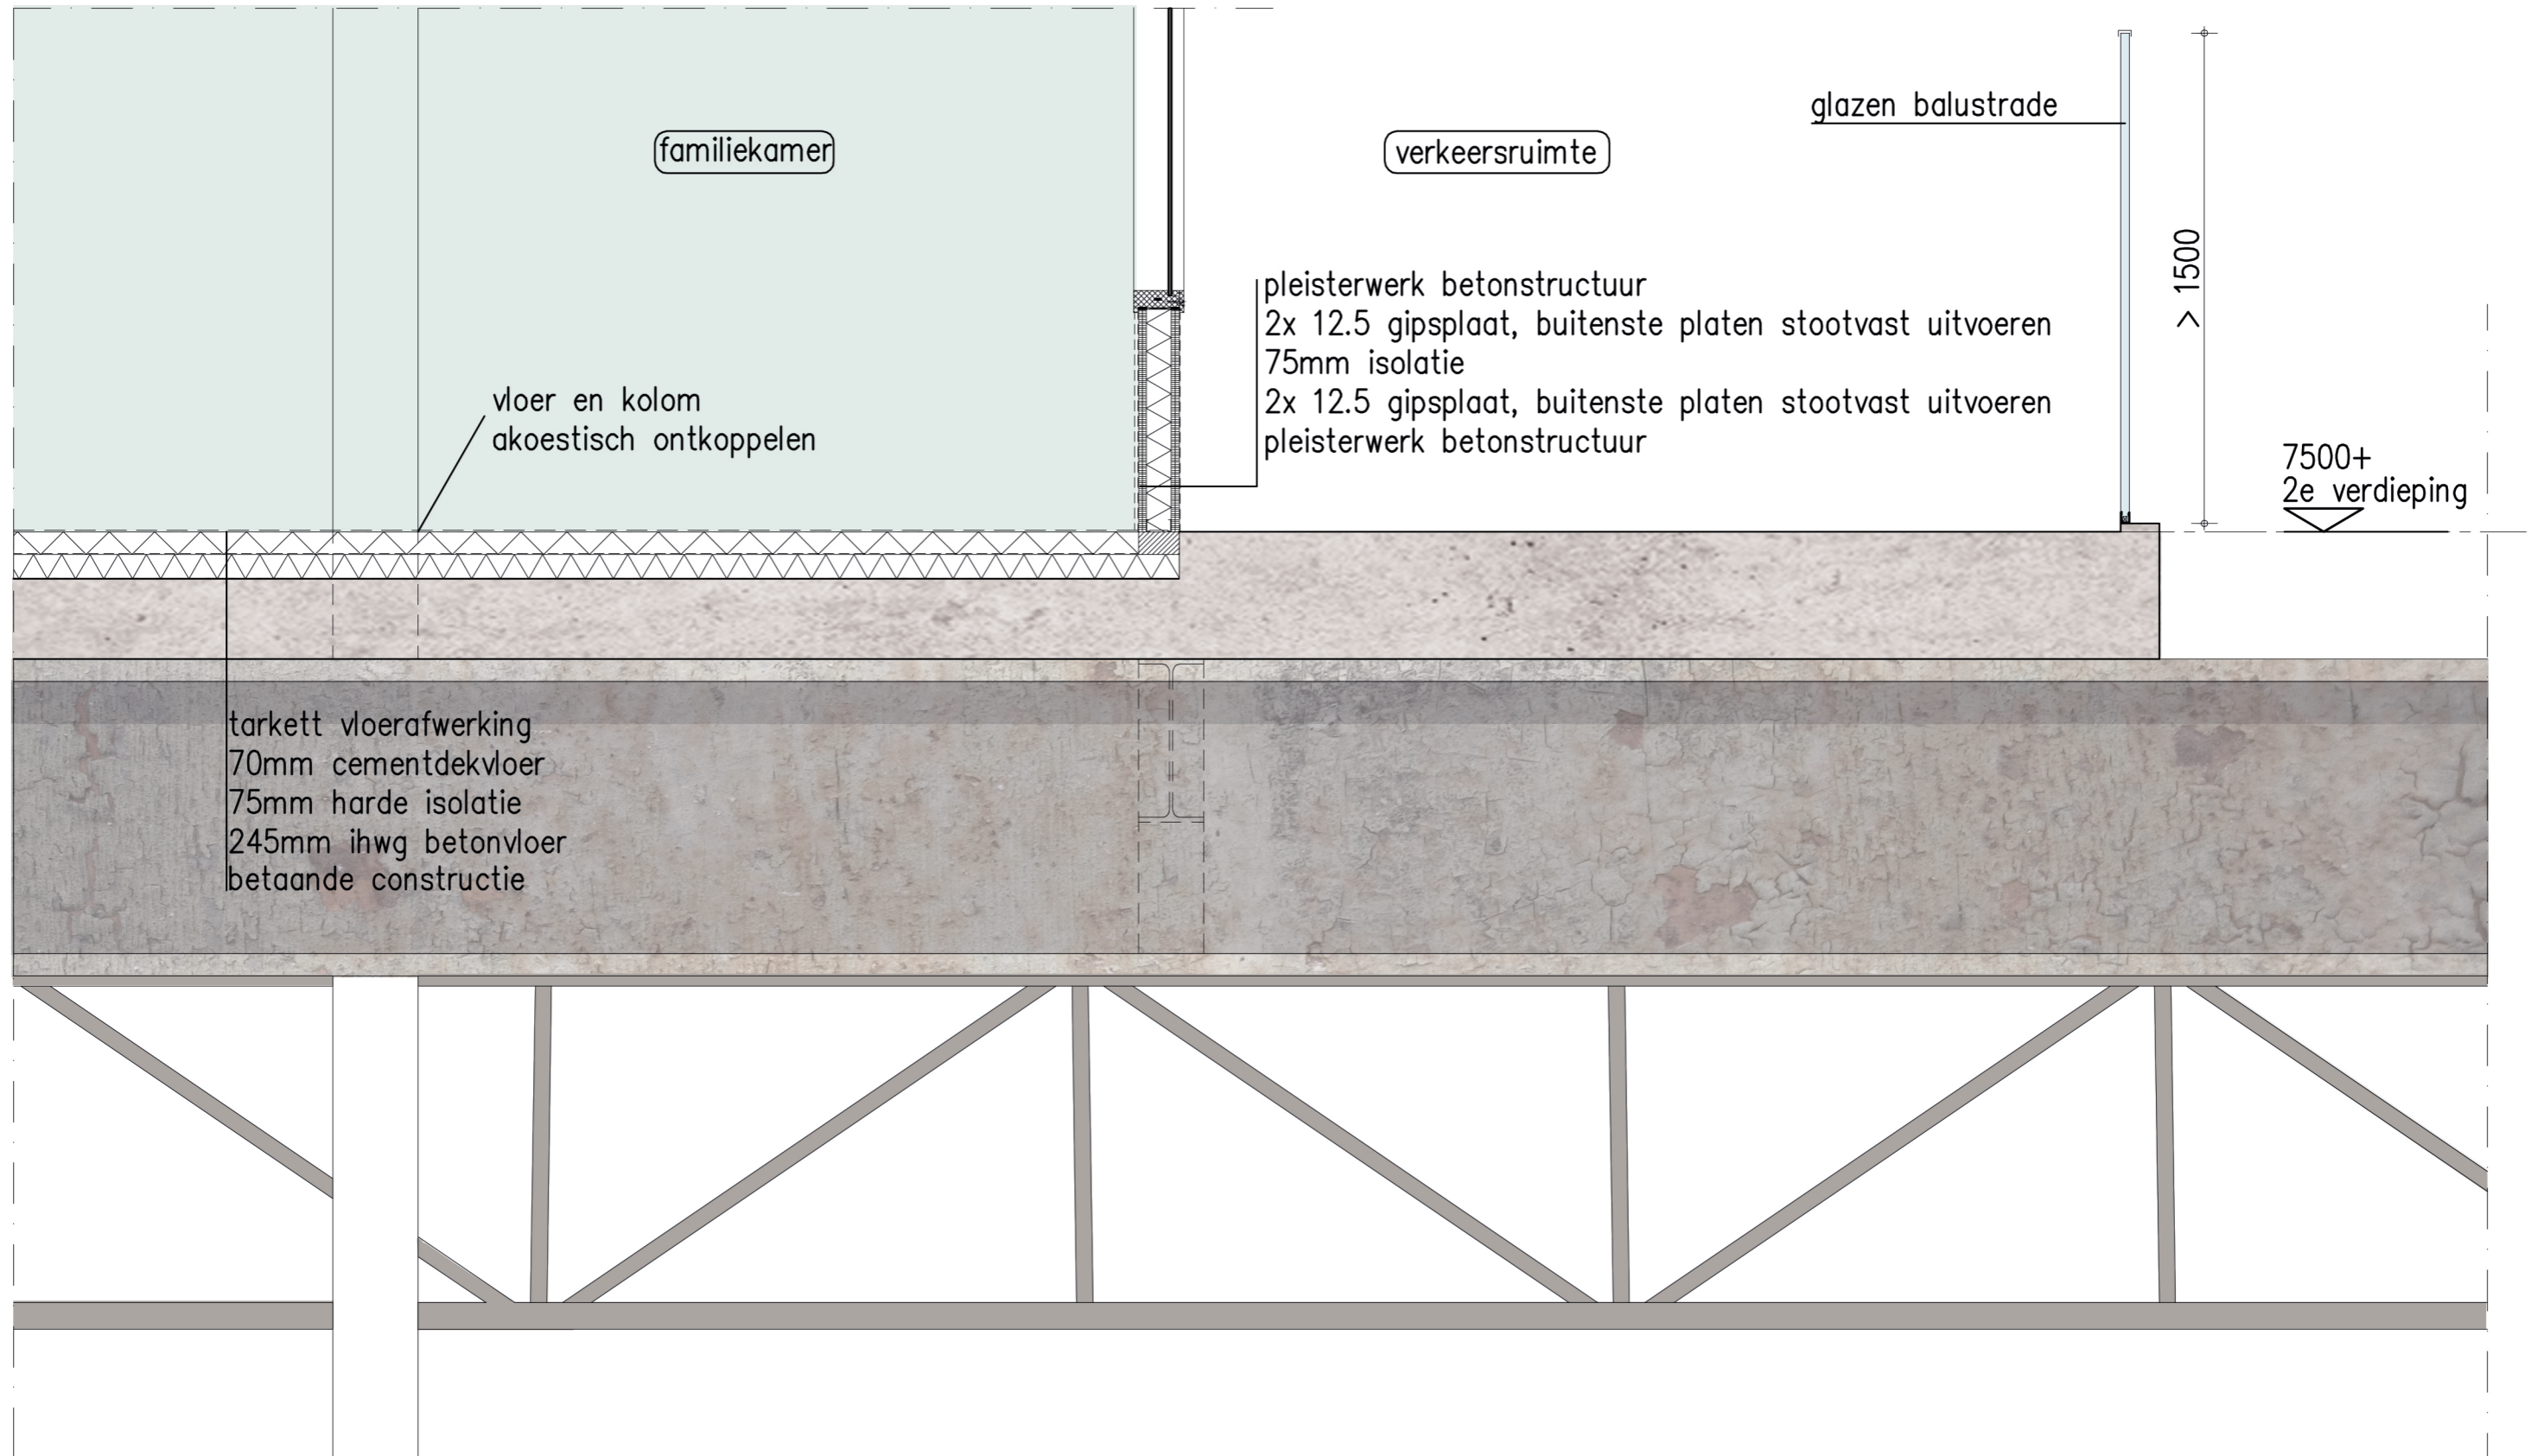 glazen balustrade
familiekamer
verkeersruimte
> 1500
pleisterwerk betonstructuur
2x 12.5 gipsplaat, buitenste platen stootvast uitvoeren
75mm isolatie
2x 12.5 gipsplaat, buitenste platen stootvast uitvoeren
pleisterwerk betonstructuur
vloer en kolom
akoestisch ontkoppelen
7500+
2e verdieping
tarkett vloerafwerking
70mm cementdekvloer
75mm harde isolatie
245mm ihwg betonvloer
betaande constructie